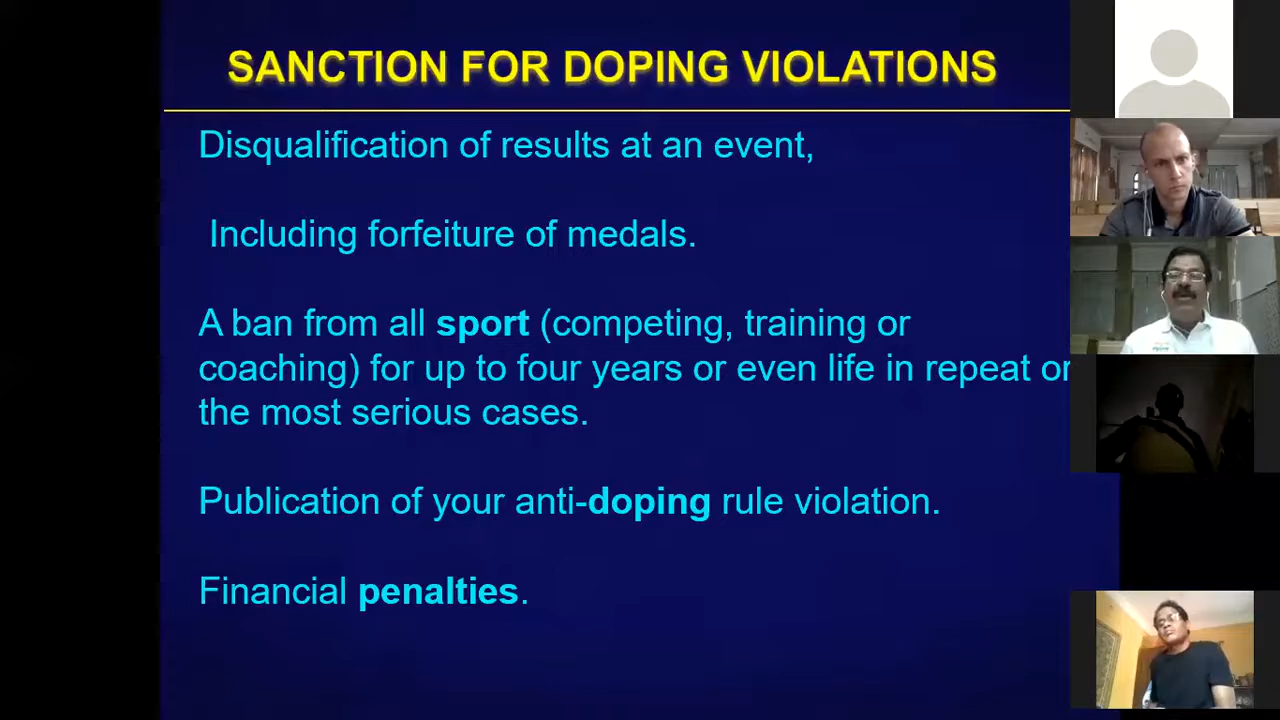 SANCTION FOR DOPING VIOLATIONS
Disqualification of results at an event,
Including forfeiture of medals.
A ban from all sport (competing, training or
coaching) for up to four years or even life in repeat or
the most serious cases.
Publication of your anti-doping rule violation.
Financial penalties.